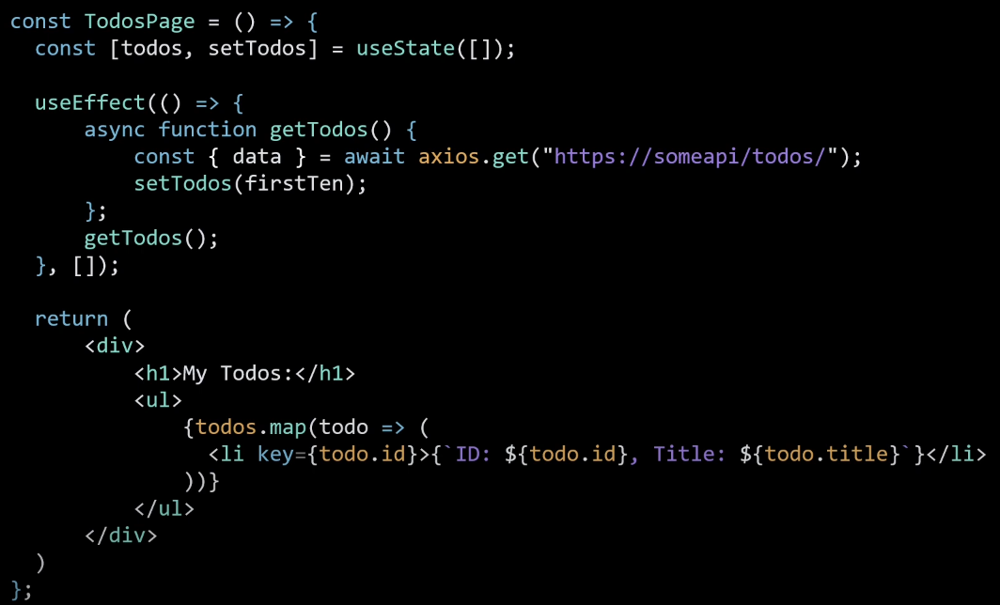 const TodosPage = () => {
  const [todos, setTodos] = useState([]);

  useEffect(() => {
      async function getTodos() {
          const { data } = await axios.get("https://someapi/todos/");
          setTodos(firstTen);
      };
      getTodos();
  }, []);

  return (
      <div>
          <h1>My Todos:</h1>
          <ul>
              {todos.map(todo => (
                <li key={todo.id}>{`ID: ${todo.id}, Title: ${todo.title}`}</li>
              ))}
          </ul>
      </div>
  )
};